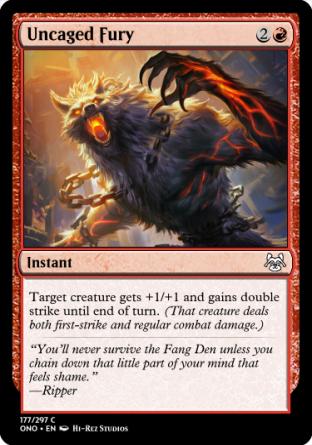 Uncaged Fury 2
Instant
Target creature gets +1/+1 and gains double
strike until end of turn. (That creature deals
both first-strike and regular combat damage.)
“You’ll never survive the Fang Den unless you
chain down that little part of your mind that
feels shame.”
—Ripper
177/297 C
ONO • EN Hi-Rez Studios